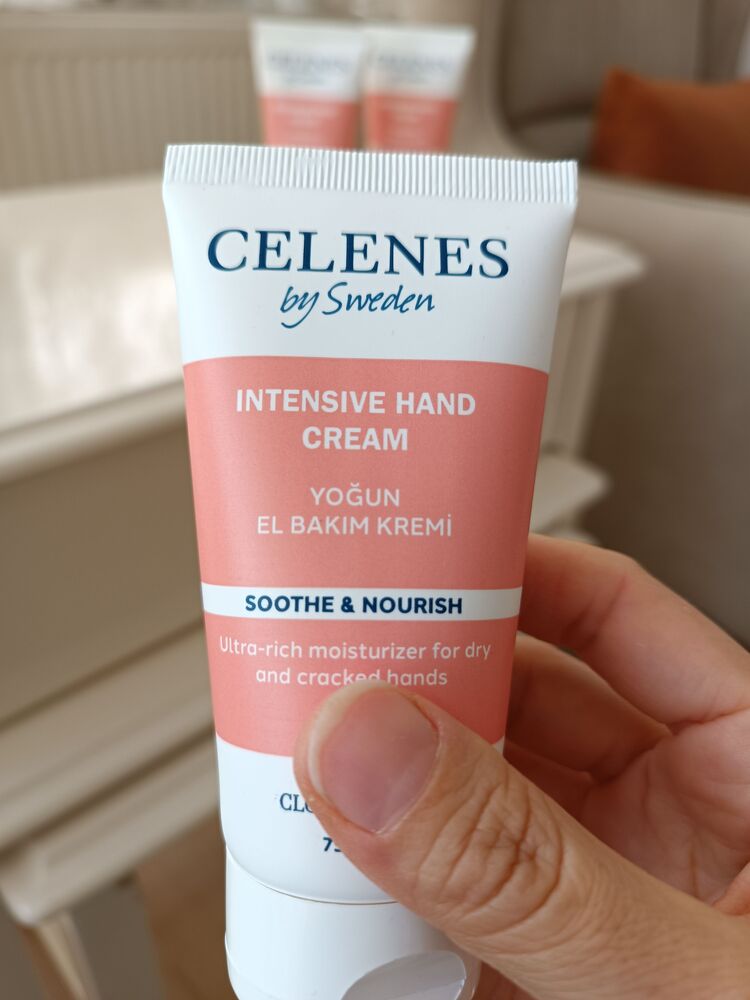 CELENES
by Sweden
INTENSIVE HAND
CREAM
YOĞUN
EL BAKIM KREMİ
SOOTHE & NOURISH
Ultra-rich moisturizer for dry
and cracked hands